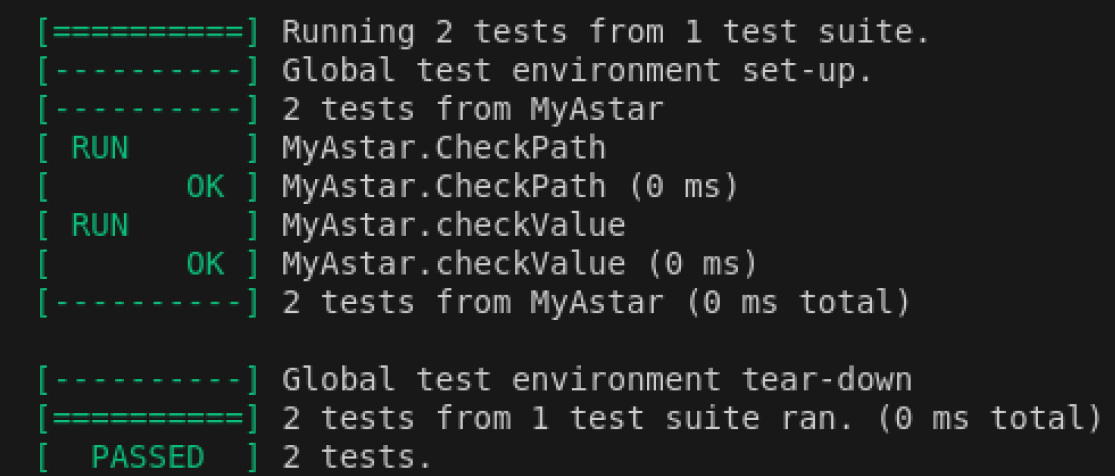 [==========] Running 2 tests from 1 test suite.
[----------] Global test environment set-up.
[----------] 2 tests from MyAstar
[ RUN      ] MyAstar.CheckPath
[       OK ] MyAstar.CheckPath (0 ms)
[ RUN      ] MyAstar.checkValue
[       OK ] MyAstar.checkValue (0 ms)
[----------] 2 tests from MyAstar (0 ms total)

[----------] Global test environment tear-down
[==========] 2 tests from 1 test suite ran. (0 ms total)
[  PASSED  ] 2 tests.